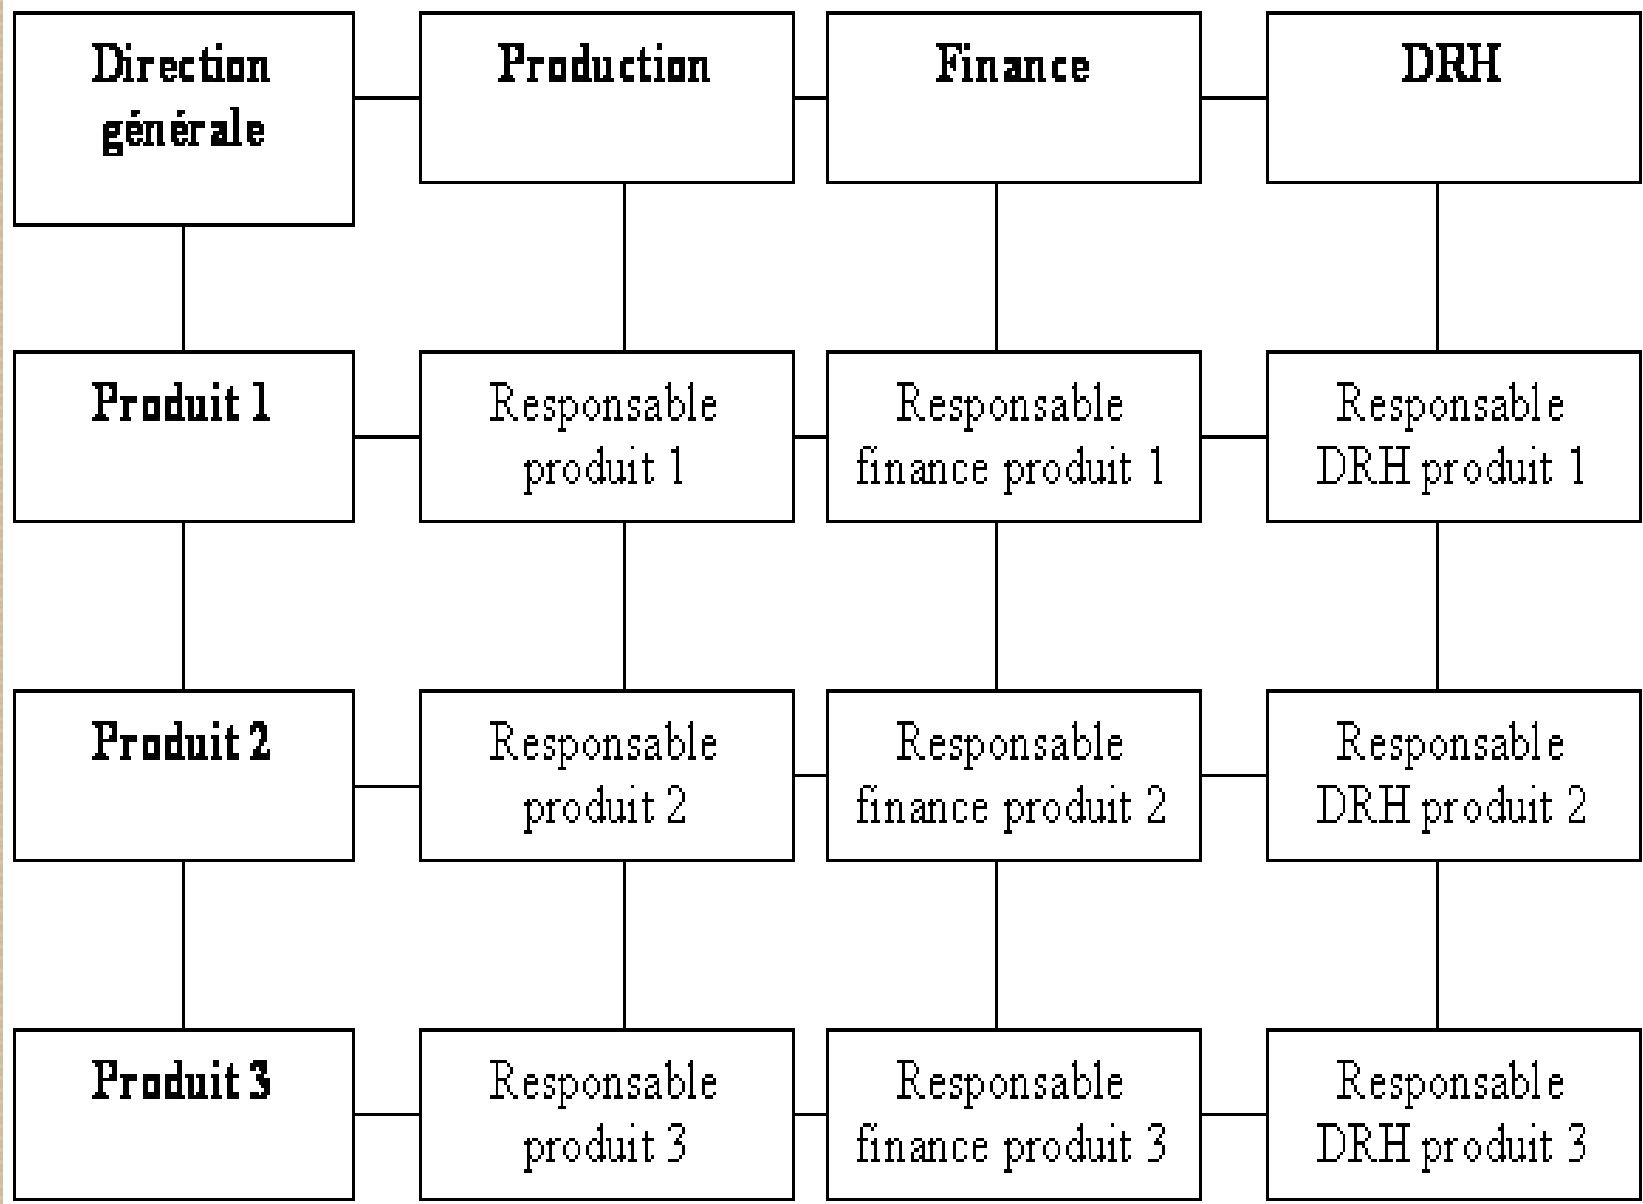 Direction
générale
Production
Finance
DRH
Produit 1
Responsable
produit 1
Responsable
finance produit 1
Responsable
DRH produit 1
Produit 2
Responsable
produit 2
Responsable
finance produit 2
Responsable
DRH produit 2
Produit 3
Responsable
produit 3
Responsable
finance produit 3
Responsable
DRH produit 3